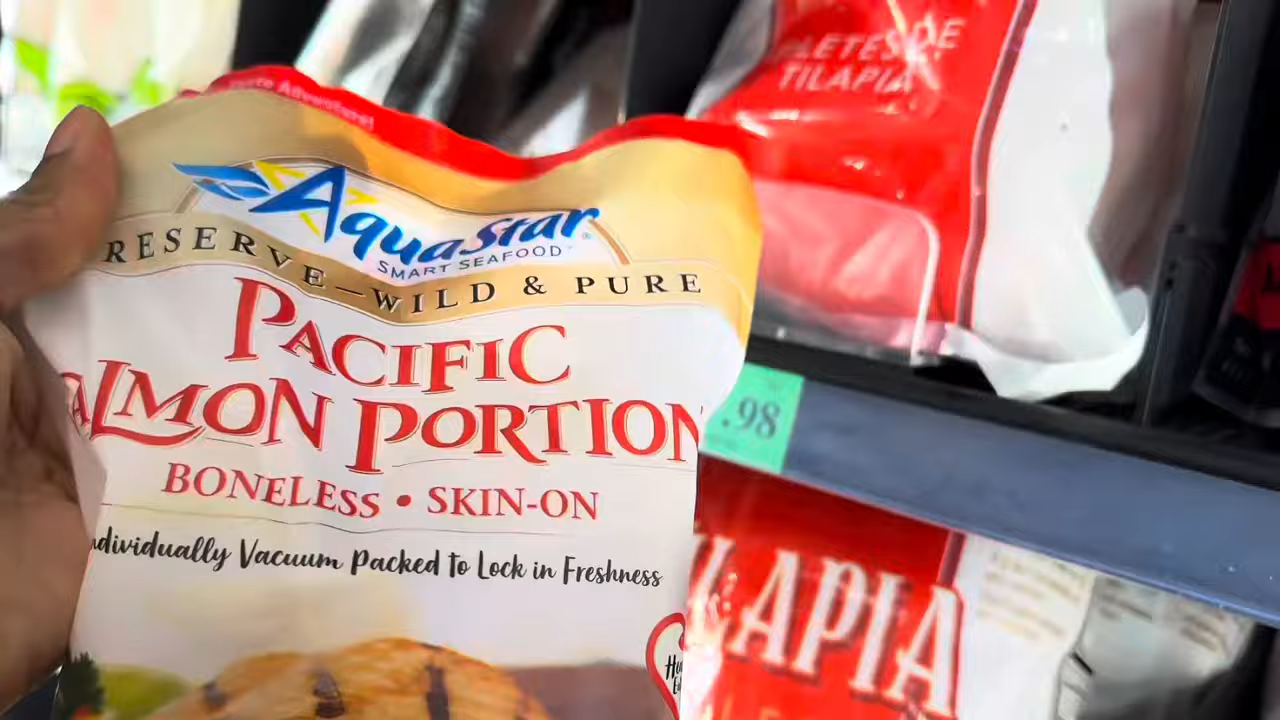 AquaStar®
SMART SEAFOOD
RESERVE—WILD & PURE
PACIFIC
ALMON PORTION
BONELESS • SKIN-ON
ndividually Vacuum Packed to Lock in Freshness
LETES DE
TILAPIA
.98
LAPIA